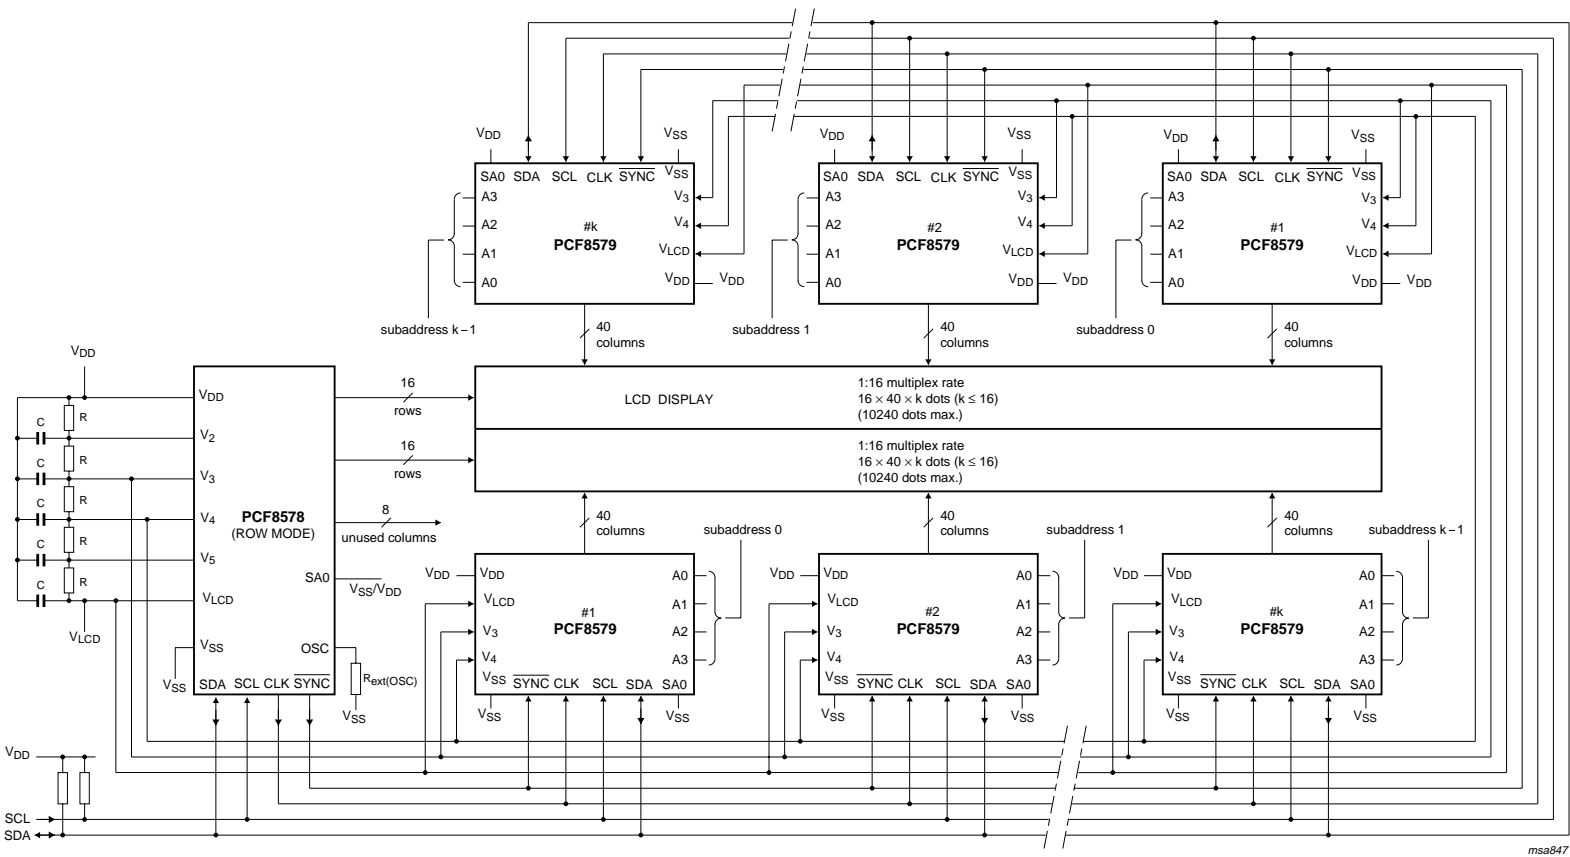 VDD VSS VDD VSS VDD VSS
SA0 SDA SCL CLK SYNC VSS SA0 SDA SCL CLK SYNC VSS SA0 SDA SCL CLK SYNC VSS
A3 V3 A3 V3 A3 V3
A2 #k V4 A2 #2 V4 A2 #1 V4
PCF8579 PCF8579 PCF8579
A1 VLCD A1 VLCD A1 VLCD
A0 VDD VDD A0 VDD VDD A0 VDD VDD
subaddress k−1 40 columns subaddress 1 40 columns subaddress 0 40 columns
VDD
VDD
C R
V2
C R
V3
C R
V4
C R
V5
C R
VLCD
VLCD
VSS
VSS
PCF8578
(ROW MODE)
16
rows
16
rows
8
unused columns
SA0
VSS/VDD
OSC
Rext(OSC)
VSS
SDA SCL CLK SYNC
LCD DISPLAY
1:16 multiplex rate
16 × 40 × k dots (k ≤ 16)
(10240 dots max.)
1:16 multiplex rate
16 × 40 × k dots (k ≤ 16)
(10240 dots max.)
40 columns subaddress 0 40 columns subaddress 1 40 columns subaddress k−1
VDD VDD A0 VDD VDD A0 VDD VDD A0
VLCD A1 VLCD A1 VLCD A1
#1 #2 #k
PCF8579 PCF8579 PCF8579
V3 A2 V3 A2 V3 A2
V4 A3 V4 A3 V4 A3
VSS SYNC CLK SCL SDA SA0 VSS SYNC CLK SCL SDA SA0 VSS SYNC CLK SCL SDA SA0
VSS VSS VSS VSS VSS VSS
VDD
SCL
SDA
msa847